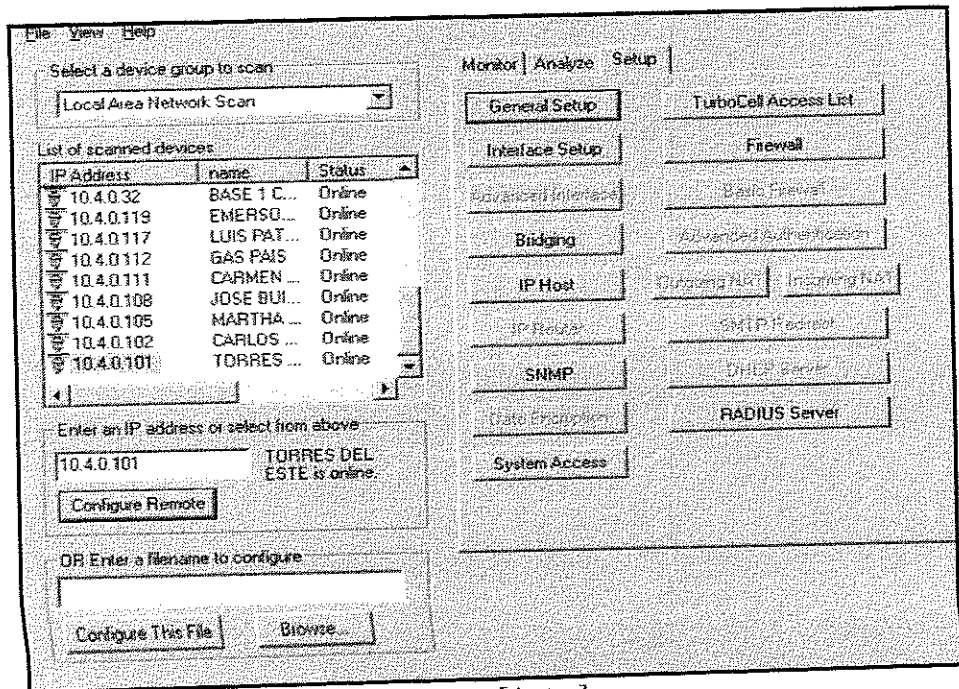 File View Help
Select a device group to scan
Local Area Network Scan
List of scanned devices
IP Address name Status
10.4.0.32 BASE 1 C... Online
10.4.0.119 EMERSO... Online
10.4.0.117 LUIS PAT... Online
10.4.0.112 GAS PAIS Online
10.4.0.111 CARMEN ... Online
10.4.0.108 JOSE BUI... Online
10.4.0.105 MARTHA ... Online
10.4.0.102 CARLOS ... Online
10.4.0.101 TORRES ... Online
Enter an IP address or select from above
10.4.0.101
TORRES DEL
ESTE is online.
Configure Remote
OR Enter a filename to configure
Configure This File Browse...
Monitor Analyze Setup
General Setup TurboCell Access List
Interface Setup Firewall
Advanced Interface Basic Firewall
Bridging Advanced Authentication
IP Host Outgoing NAT Incoming NAT
IP Router SMTP Redirect
SNMP DHCP Server
Data Encryption RADIUS Server
System Access